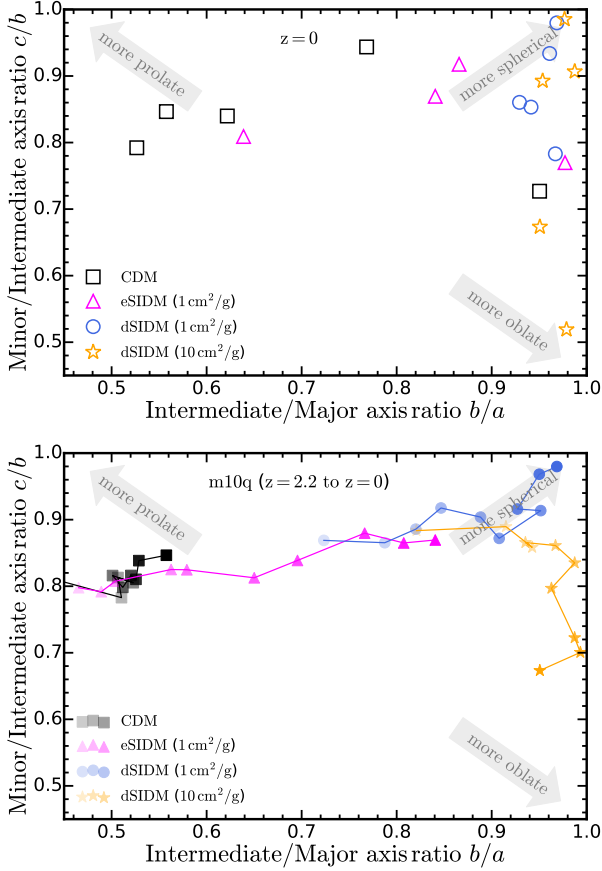 1.0
0.9
0.8
0.7
0.6
0.5
Minor/Intermediate axis ratio c/b
z = 0
more prolate
more spherical
more oblate
CDM
eSIDM (1 cm²/g)
dSIDM (1 cm²/g)
dSIDM (10 cm²/g)
0.5 0.6 0.7 0.8 0.9 1.0
Intermediate/Major axis ratio b/a
1.0
0.9
0.8
0.7
0.6
0.5
Minor/Intermediate axis ratio c/b
m10q (z = 2.2 to z = 0)
more prolate
more spherical
more oblate
CDM
eSIDM (1 cm²/g)
dSIDM (1 cm²/g)
dSIDM (10 cm²/g)
0.5 0.6 0.7 0.8 0.9 1.0
Intermediate/Major axis ratio b/a